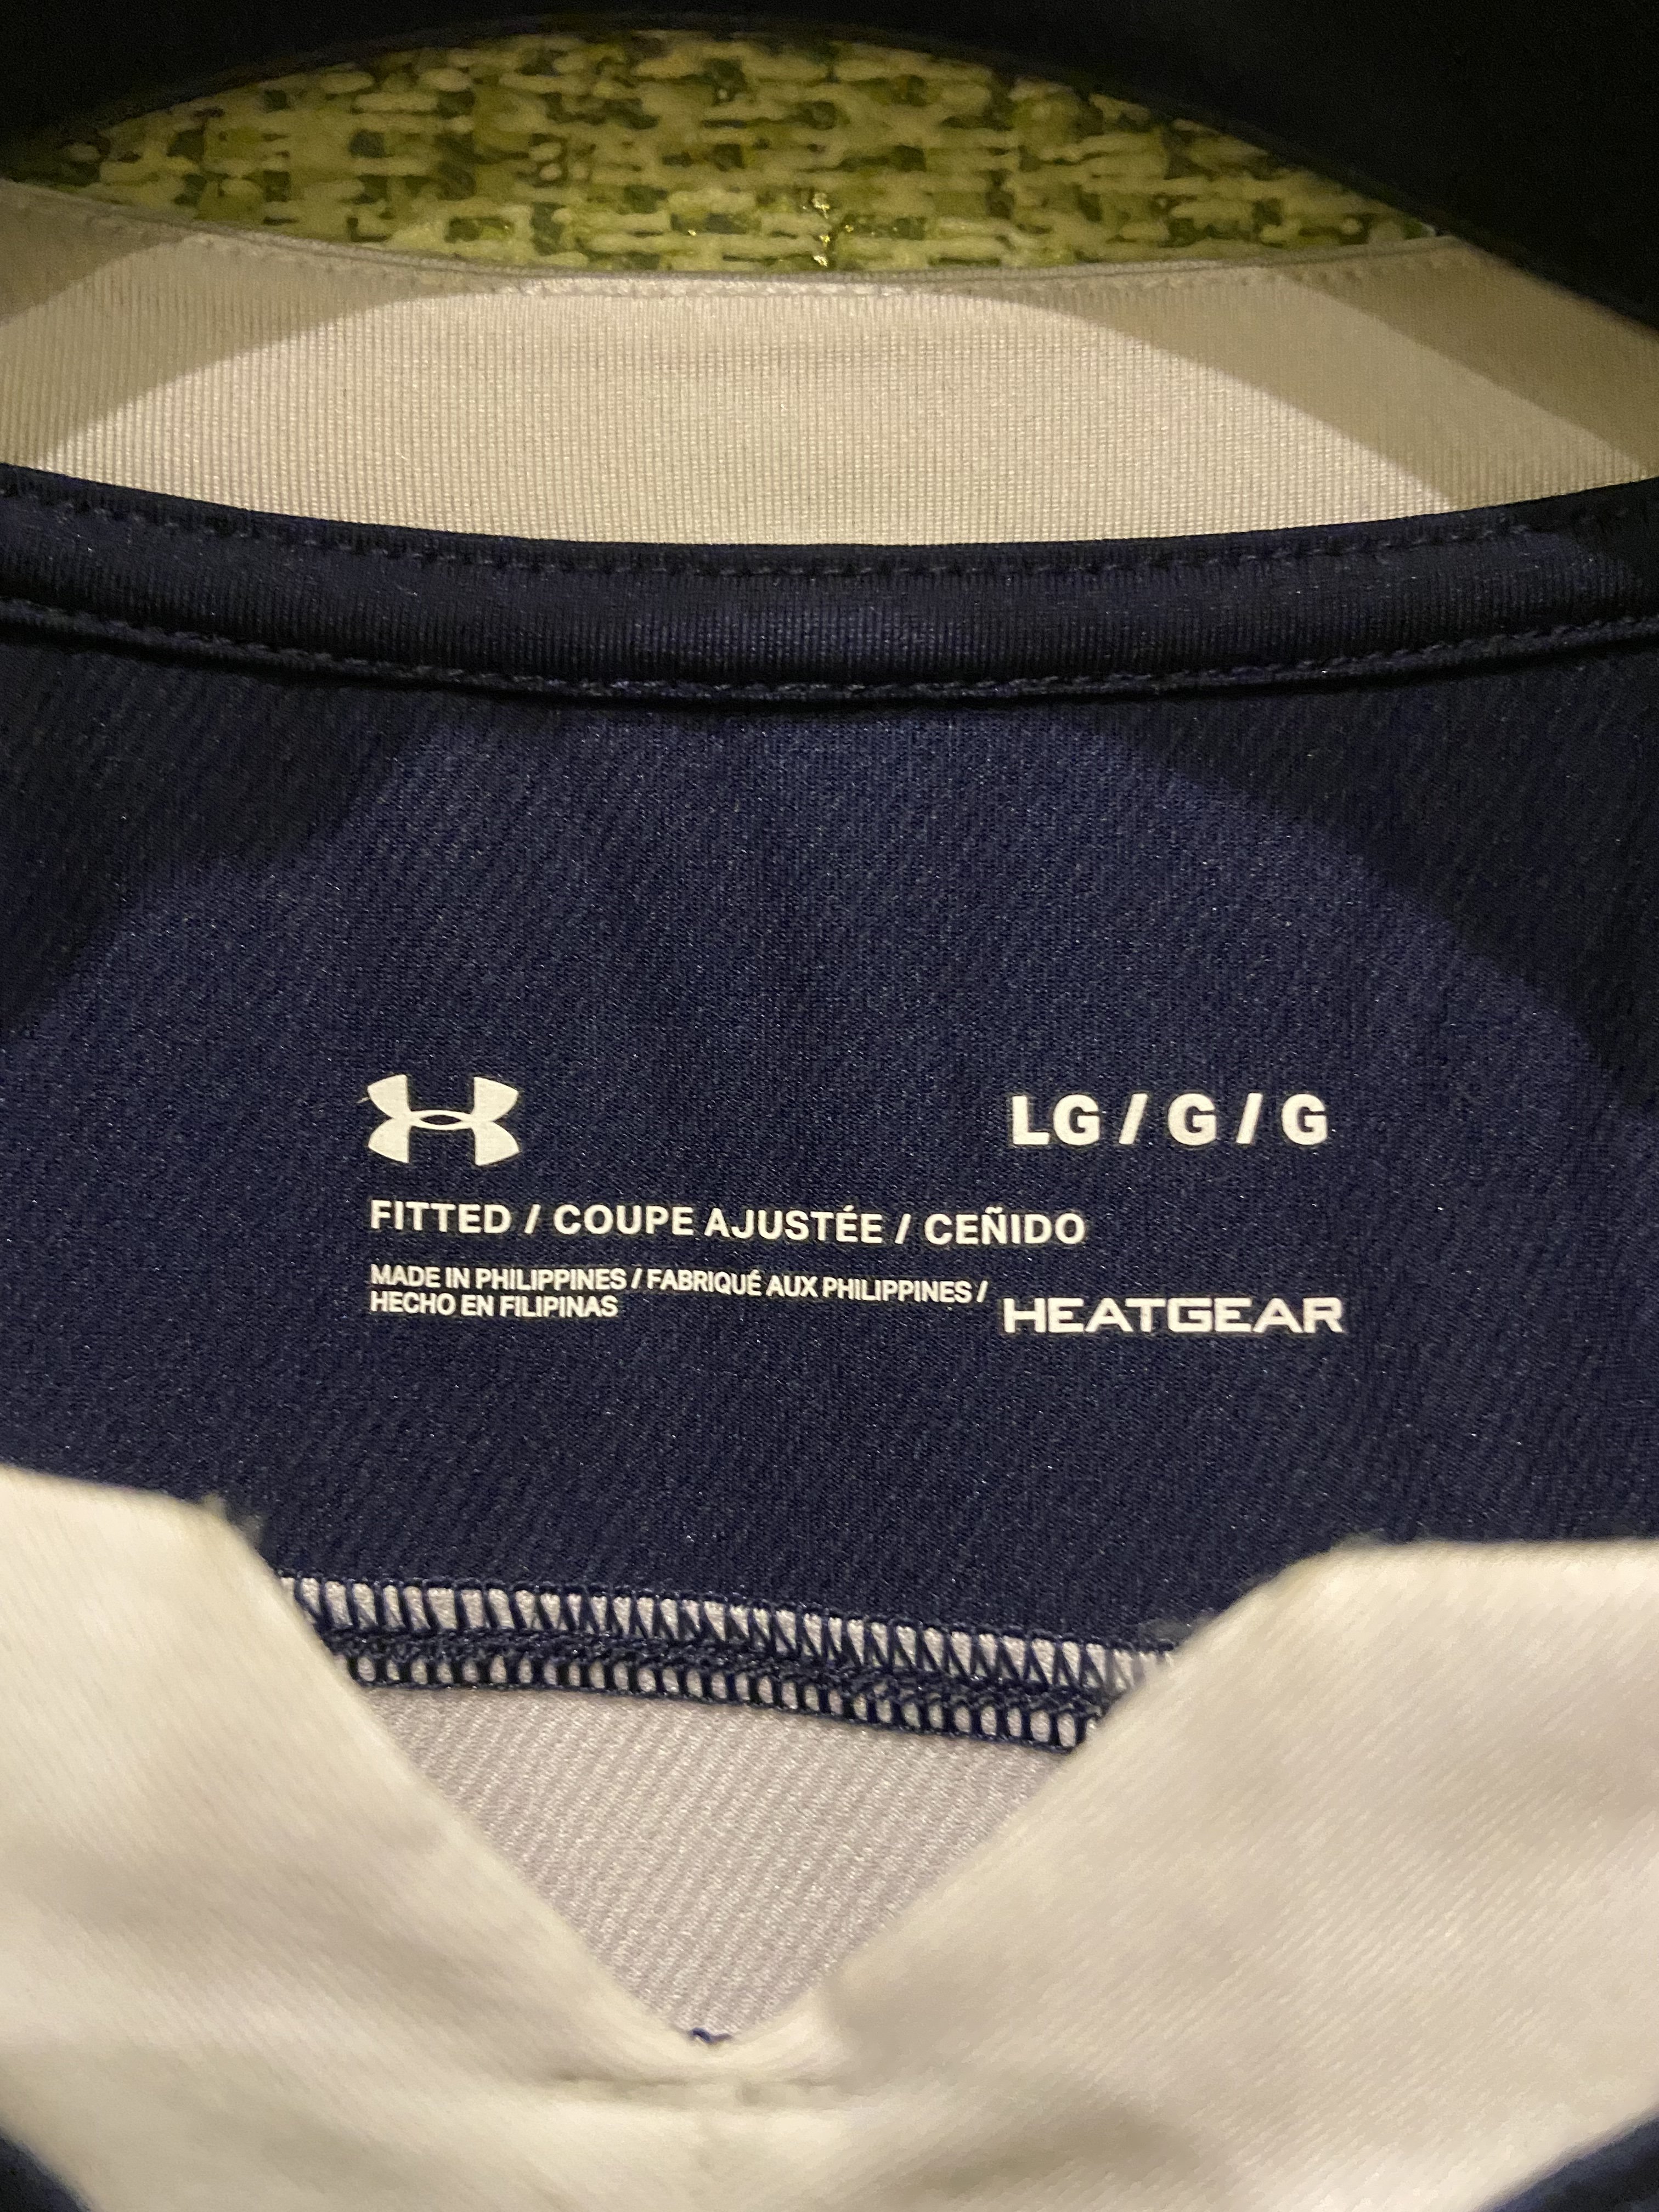 LG / G / G
FITTED / COUPE AJUSTÉE / CEÑIDO
MADE IN PHILIPPINES / FABRIQUÉ AUX PHILIPPINES /
HECHO EN FILIPINAS
HEATGEAR